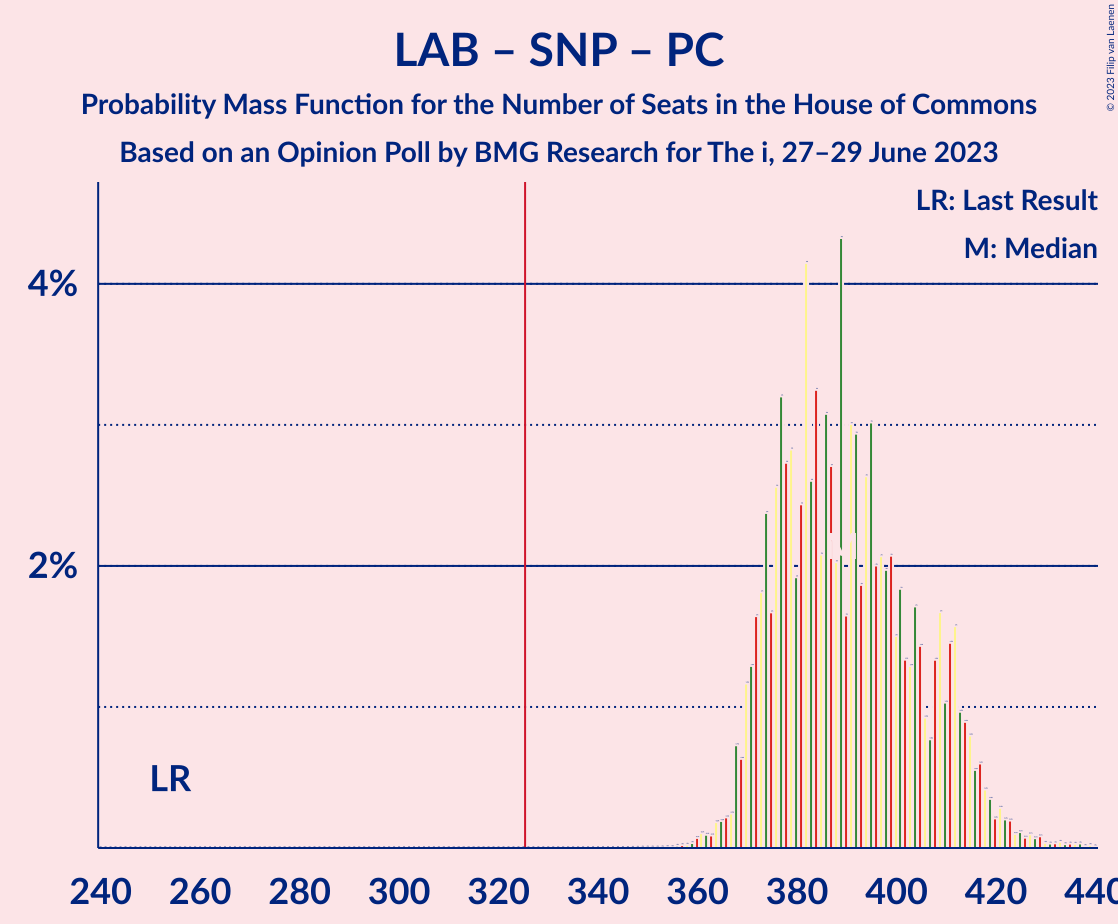 LAB – SNP – PC
Probability Mass Function for the Number of Seats in the House of Commons
Based on an Opinion Poll by BMG Research for The i, 27–29 June 2023
© 2023 Filip van Laenen
LR: Last Result
M: Median
4%
2%
LR
240 260 280 300 320 340 360 380 400 420 440